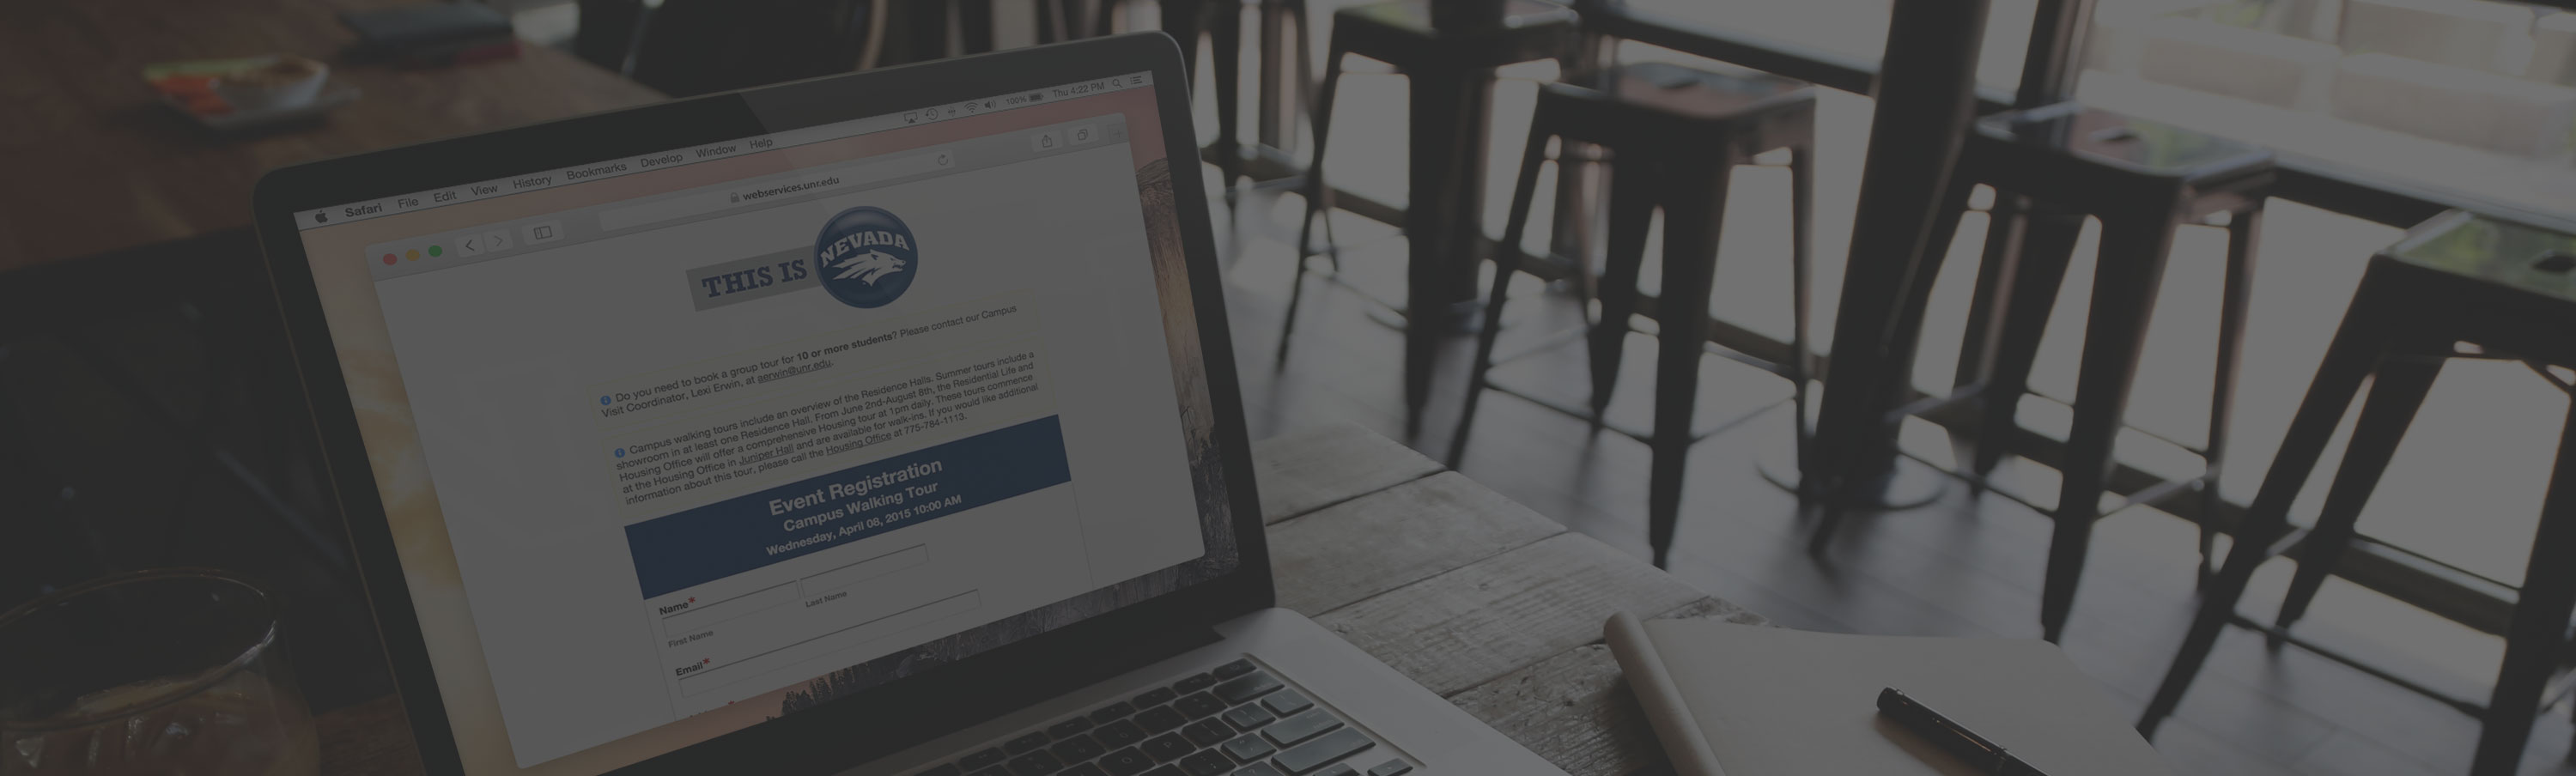 Safari File Edit View History Bookmarks Develop Window Help 100% Thu 4:22 PM
webservices.unr.edu
THIS IS NEVADA
Do you need to book a group tour for 10 or more students? Please contact our Campus
Visit Coordinator, Lexi Erwin, at aerwin@unr.edu.
Campus walking tours include an overview of the Residence Halls. Summer tours include a
showroom in at least one Residence Hall. From June 2nd-August 8th, the Residential Life and
Housing Office will offer a comprehensive Housing tour at 1pm daily. These tours commence
at the Housing Office in Juniper Hall and are available for walk-ins. If you would like additional
information about this tour, please call the Housing Office at 775-784-1113.
Event Registration
Campus Walking Tour
Wednesday, April 08, 2015 10:00 AM
Name*
First Name Last Name
Email*